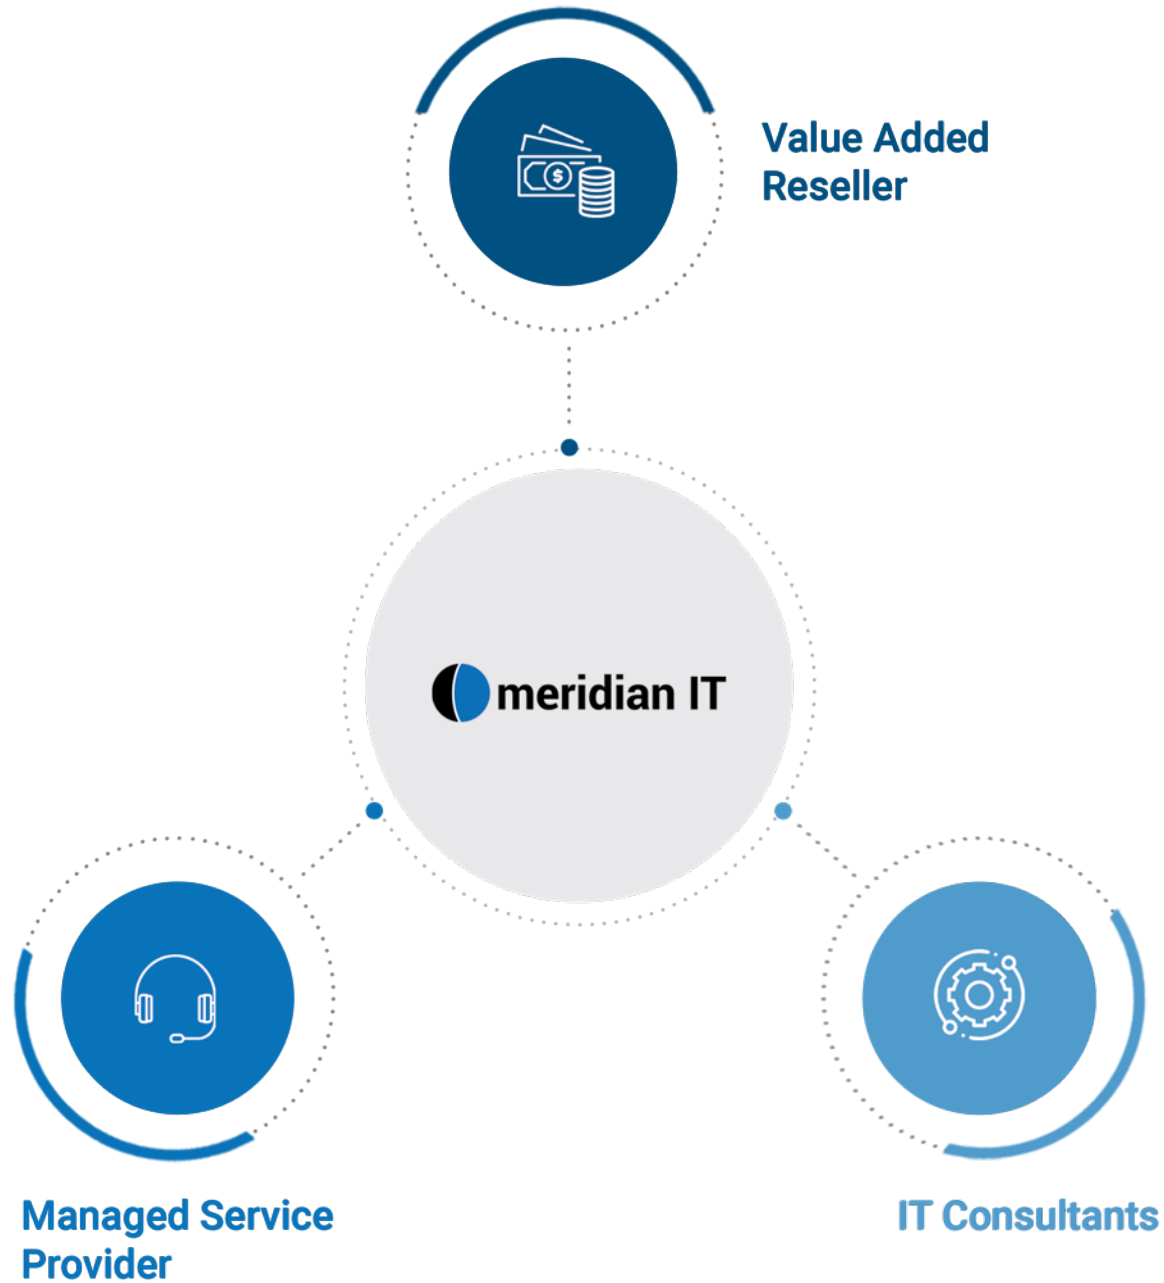 Value Added
Reseller
meridian IT
Managed Service
Provider
IT Consultants